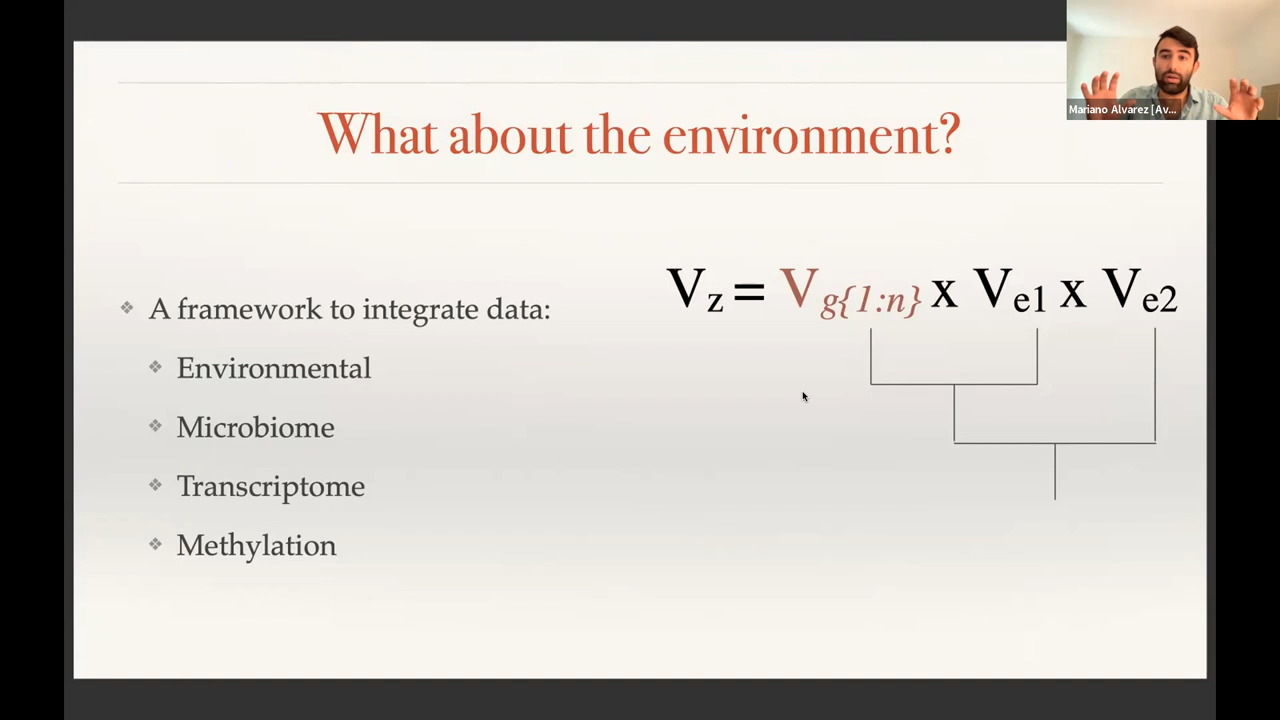 Mariano Alvarez [Av...
What about the environment?
❖ A framework to integrate data:
❖ Environmental
❖ Microbiome
❖ Transcriptome
❖ Methylation
Vz = Vg{1:n} x Ve1 x Ve2